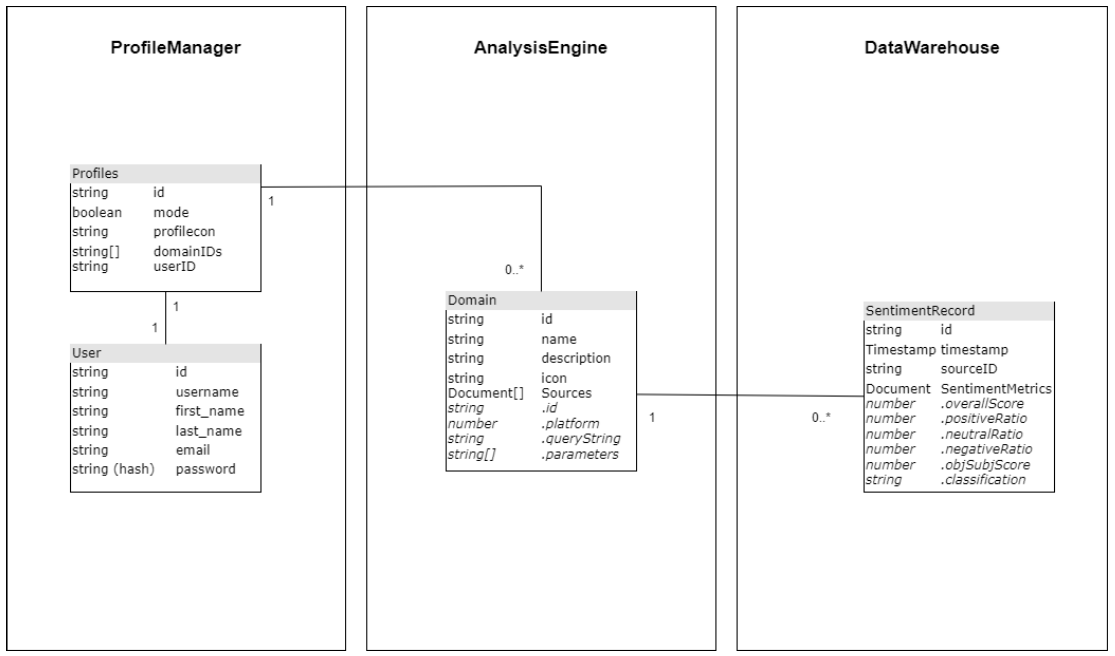 ProfileManager
Profiles
string id
boolean mode
string profilecon
string[] domainIDs
string userID
1
1
1
User
string id
string username
string first_name
string last_name
string email
string (hash) password
AnalysisEngine
0..*
Domain
string id
string name
string description
string icon
Document[] Sources
string .id
number .platform
string .queryString
string[] .parameters
1
DataWarehouse
0..*
SentimentRecord
string id
Timestamp timestamp
string sourceID
Document SentimentMetrics
number .overallScore
number .positiveRatio
number .neutralRatio
number .negativeRatio
number .objSubjScore
string .classification